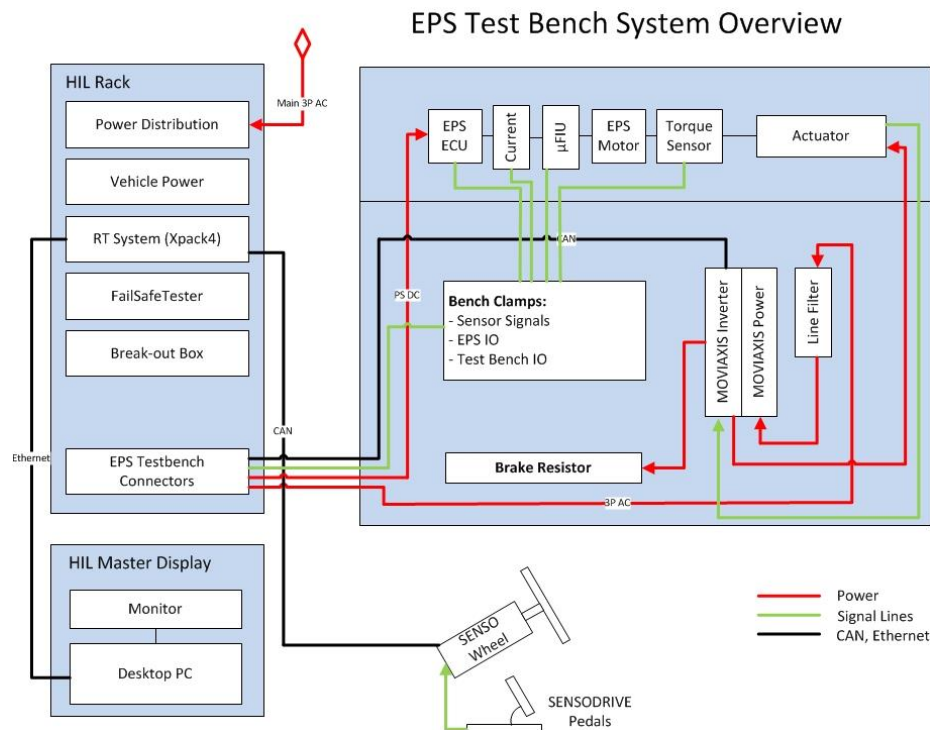 EPS Test Bench System Overview
HIL Rack
Main 3P AC
Power Distribution
Vehicle Power
RT System (Xpack4)
FailSafeTester
Break-out Box
EPS Testbench
Connectors
Ethernet
CAN
PS DC
CAN
3P AC
EPS
ECU
Current
µFIU
EPS
Motor
Torque
Sensor
Actuator
Bench Clamps:
- Sensor Signals
- EPS IO
- Test Bench IO
MOVIAXIS Inverter
MOVIAXIS Power
Line Filter
Brake Resistor
HIL Master Display
Monitor
Desktop PC
SENSO
Wheel
SENSODRIVE
Pedals
Power
Signal Lines
CAN, Ethernet